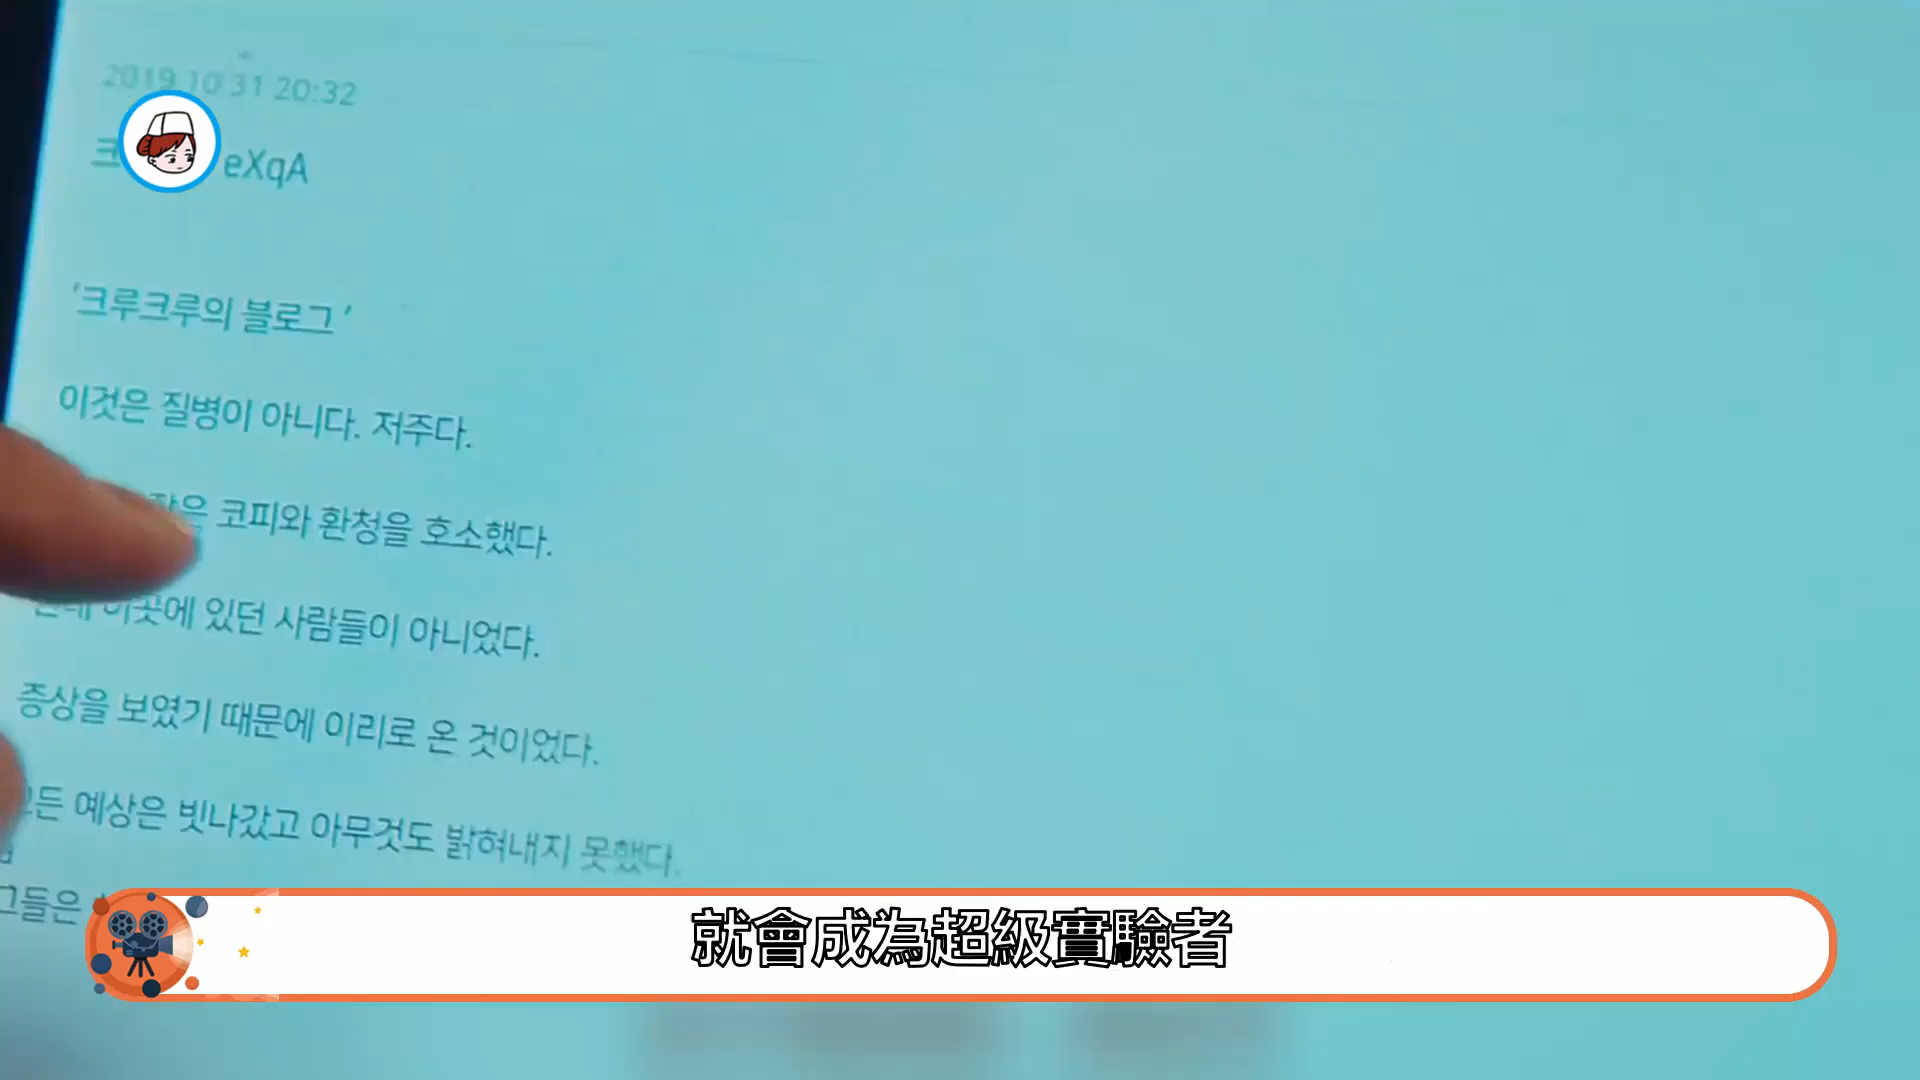 2019 10 31 20:32
eXqA
‘크루크루의 블로그 ’
이것은 질병이 아니다. 저주다.
코피와 환청을 호소했다.
이곳에 있던 사람들이 아니었다.
증상을 보였기 때문에 이리로 온 것이었다.
예상은 빗나갔고 아무것도 밝혀내지 못했다.
그들은
就會成為超級實驗者